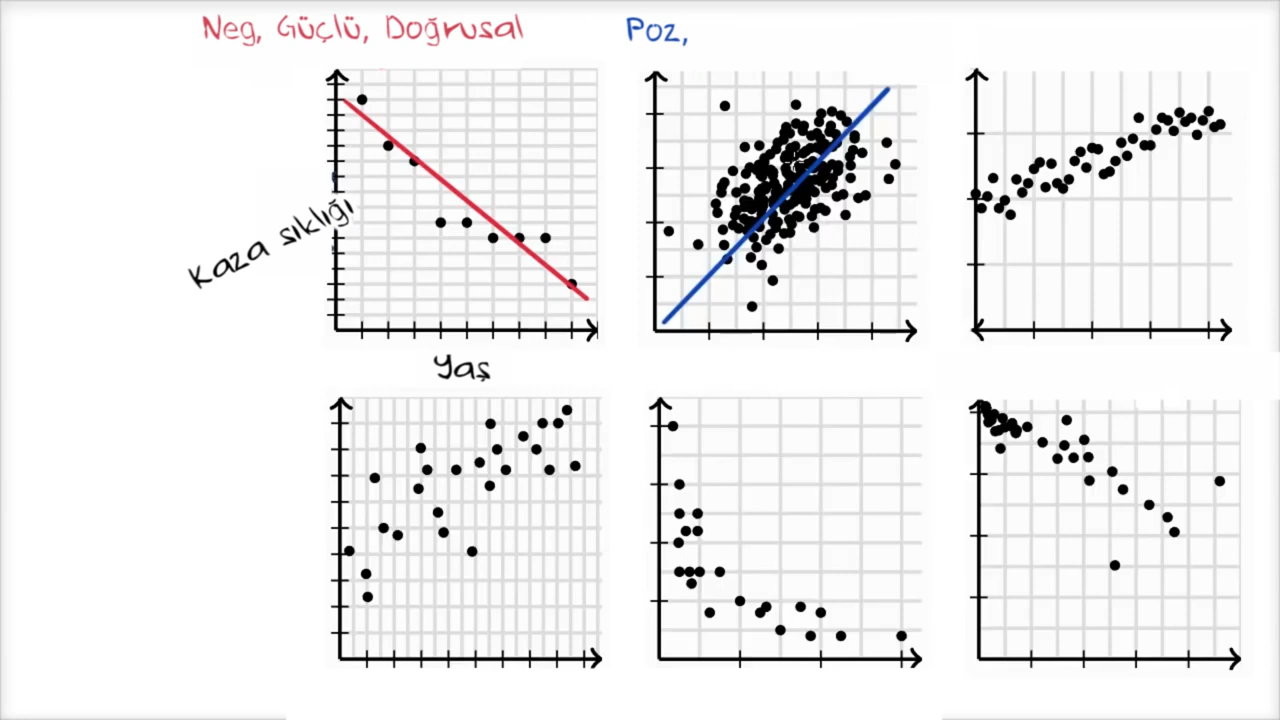 Neg, Güçlü, Doğrusal
Poz,
Kaza sıklığı
Yaş